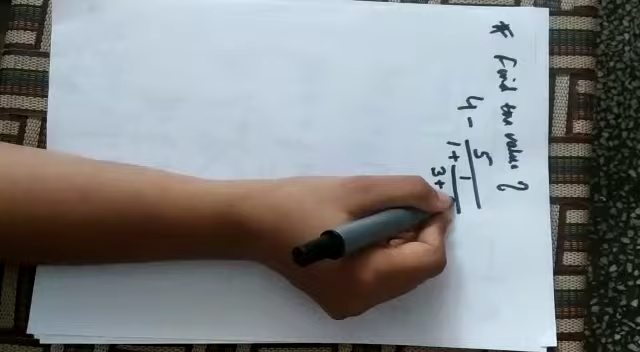 * Find the value ?
4 - 5
1 + 1
3 +